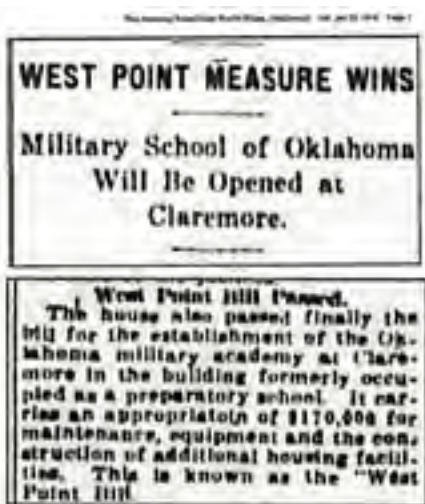 WEST POINT MEASURE WINS
Military School of Oklahoma
Will Be Opened at
Claremore.
West Point Bill Passed.
The house also passed finally the
bill for the establishment of the Ok-
lahoma military academy at Clare-
more in the building formerly occu-
pied as a preparatory school. It car-
ries an appropriatoin of $170,000 for
maintenance, equipment and the con-
struction of additional housing facili-
ties. This is known as the "West
Point Bill